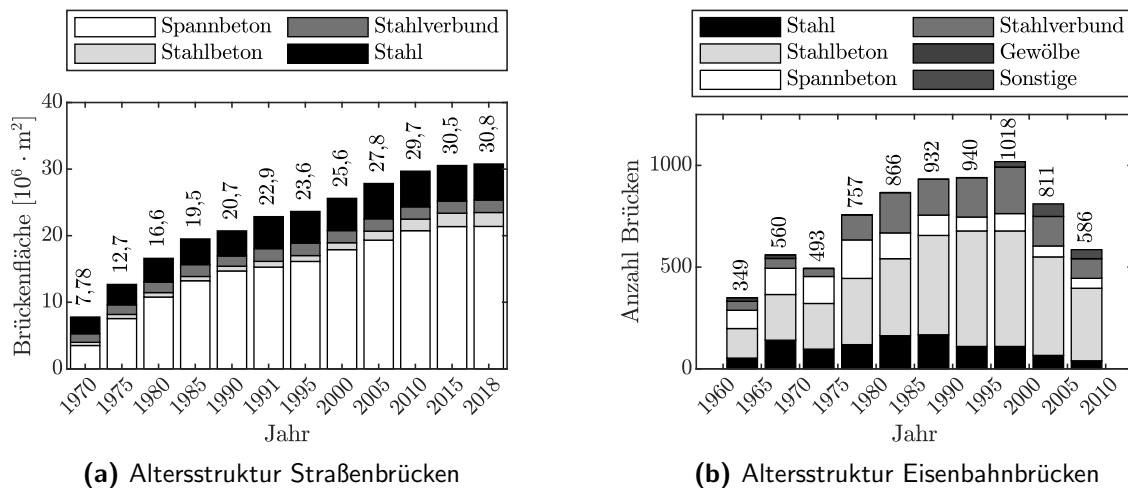 Spannbeton Stahlverbund
Stahlbeton Stahl
Brückenfläche [10⁶ · m²]
40
30
20
10
0
7,78 12,7 16,6 19,5 20,7 22,9 23,6 25,6 27,8 29,7 30,5 30,8
1970 1975 1980 1985 1990 1991 1995 2000 2005 2010 2015 2018
Jahr
(a) Altersstruktur Straßenbrücken
Stahl Stahlverbund
Stahlbeton Gewölbe
Spannbeton Sonstige
Anzahl Brücken
1000
500
0
349 560 493 757 866 932 940 1018 811 586
1960 1965 1970 1975 1980 1985 1990 1995 2000 2005 2010
Jahr
(b) Altersstruktur Eisenbahnbrücken